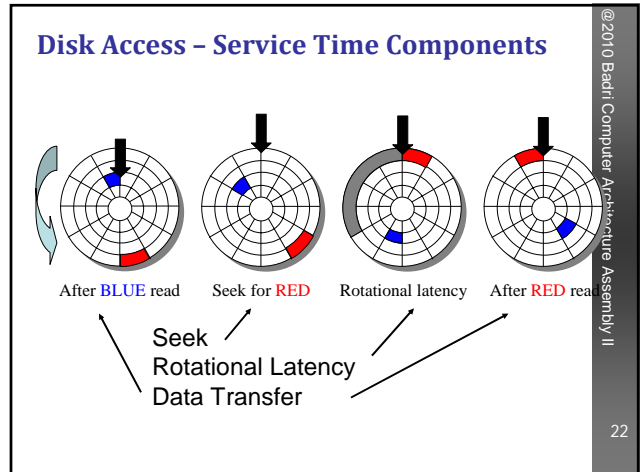 Disk Access – Service Time Components
@2010 Badri Computer Architecture Assembly II
After BLUE read
Seek for RED
Rotational latency
After RED read
Seek
Rotational Latency
Data Transfer
22